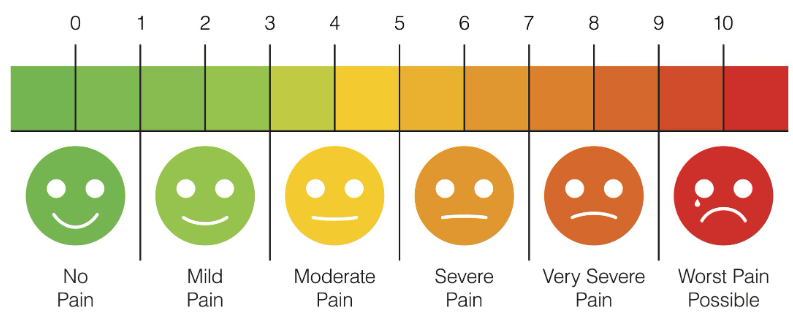 0 1 2 3 4 5 6 7 8 9 10
No Pain
Mild Pain
Moderate Pain
Severe Pain
Very Severe Pain
Worst Pain Possible